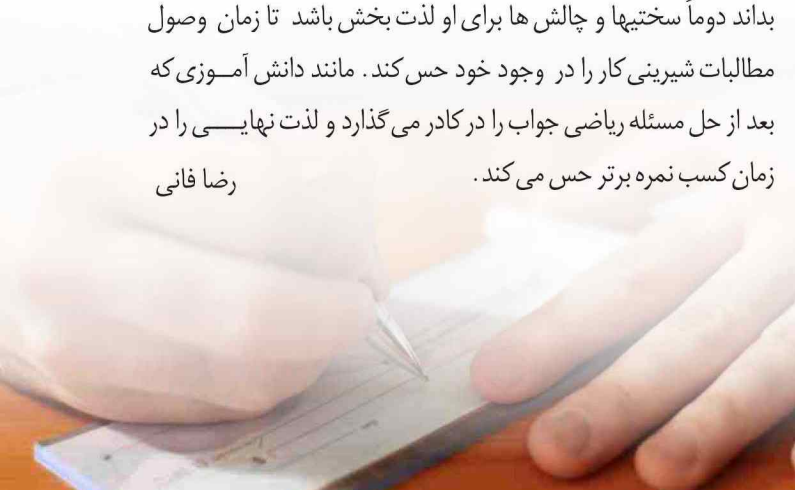 بداند دوماً سختیها و چالش ها برای او لذت بخش باشد تا زمان وصول
مطالبات شیرینی کار را در وجود خود حس کند. مانند دانش آمـوزی که
بعد از حل مسئله ریاضی جواب را در کادر می گذارد و لذت نهایـــی را در
زمان کسب نمره برتر حس می کند.
رضا فانی